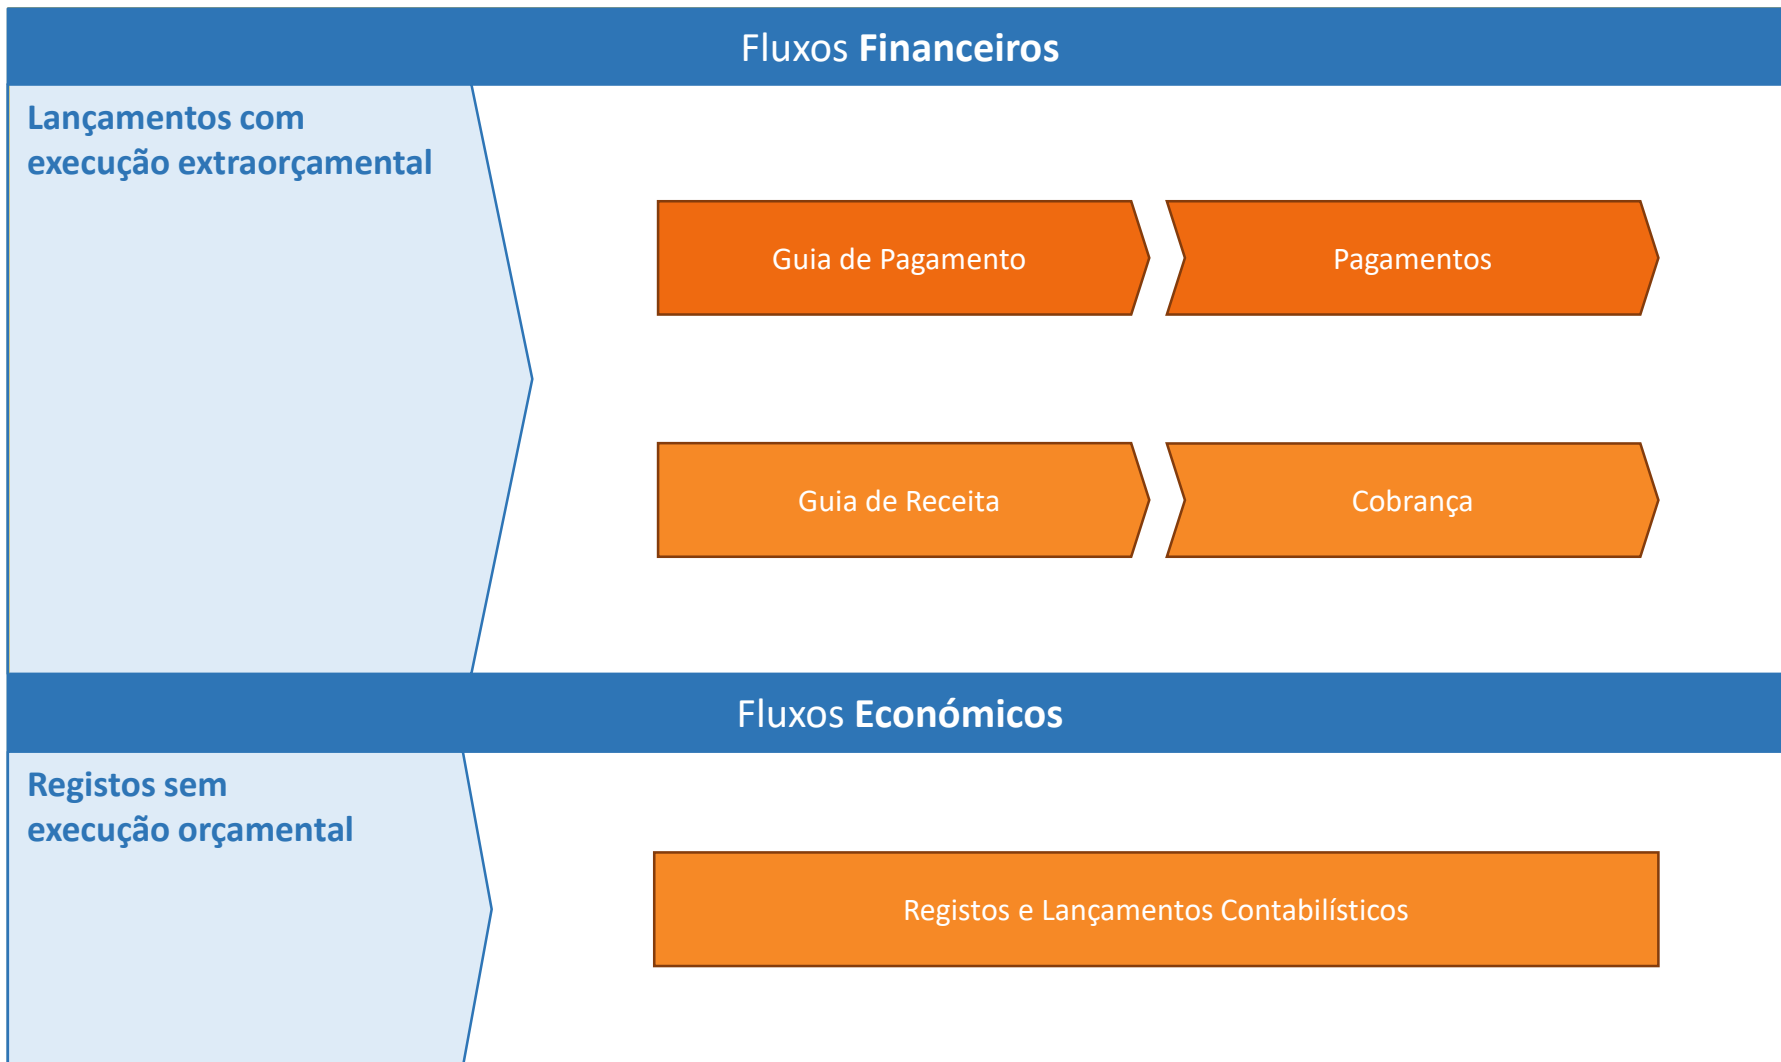 Fluxos Financeiros
Lançamentos com
execução extraorçamental
Guia de Pagamento
Pagamentos
Guia de Receita
Cobrança
Fluxos Económicos
Registos sem
execução orçamental
Registos e Lançamentos Contabilísticos